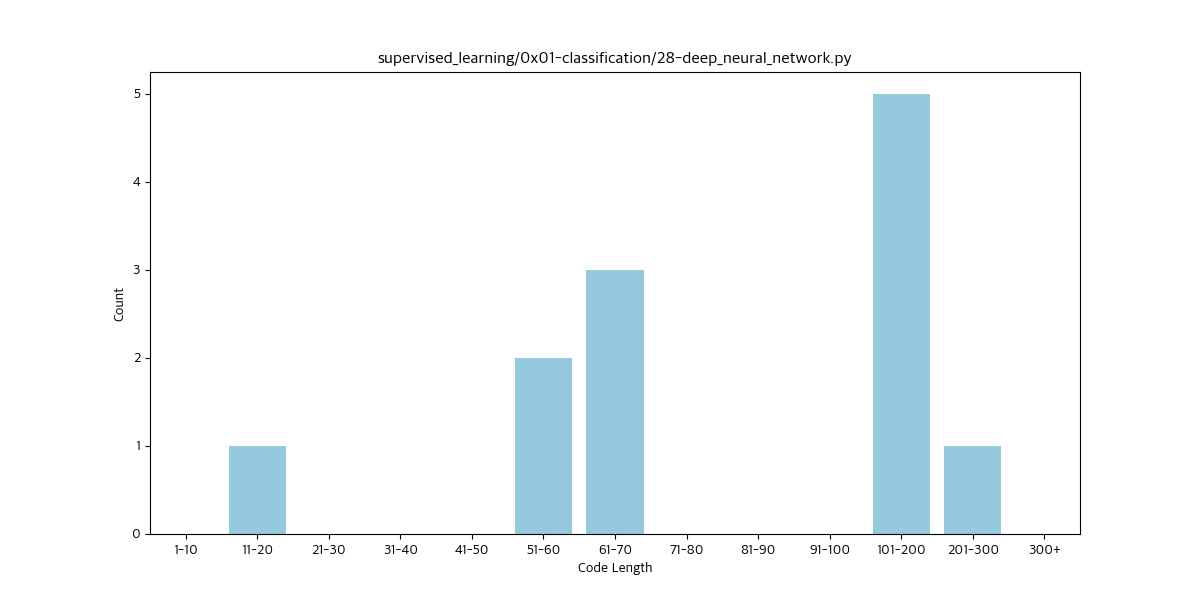 supervised_learning/0x01-classification/28-deep_neural_network.py
5
4
3
2
1
0
Count
1-10 11-20 21-30 31-40 41-50 51-60 61-70 71-80 81-90 91-100 101-200 201-300 300+
Code Length